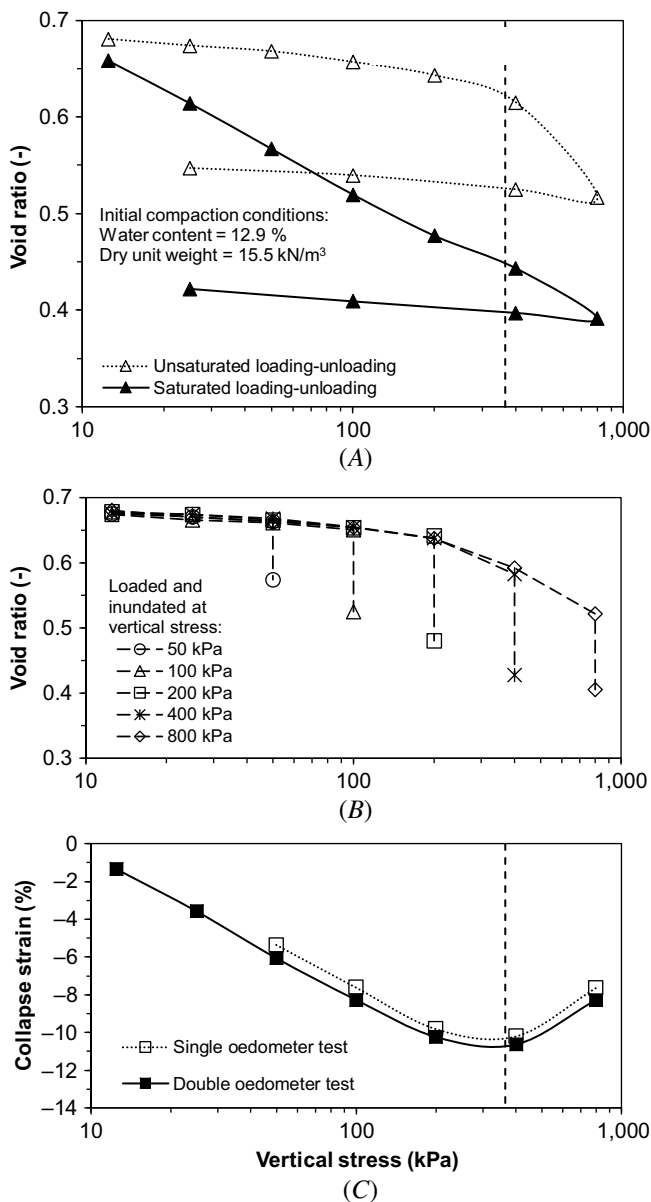 0.7
0.6
0.5
0.4
0.3
Void ratio (-)
Initial compaction conditions:
Water content = 12.9 %
Dry unit weight = 15.5 kN/m³
Unsaturated loading-unloading
Saturated loading-unloading
10
100
1,000
(A)
0.7
0.6
0.5
0.4
0.3
Void ratio (-)
Loaded and
inundated at
vertical stress:
50 kPa
100 kPa
200 kPa
400 kPa
800 kPa
10
100
1,000
(B)
0
–2
–4
–6
–8
–10
–12
–14
Collapse strain (%)
Single oedometer test
Double oedometer test
10
100
1,000
Vertical stress (kPa)
(C)